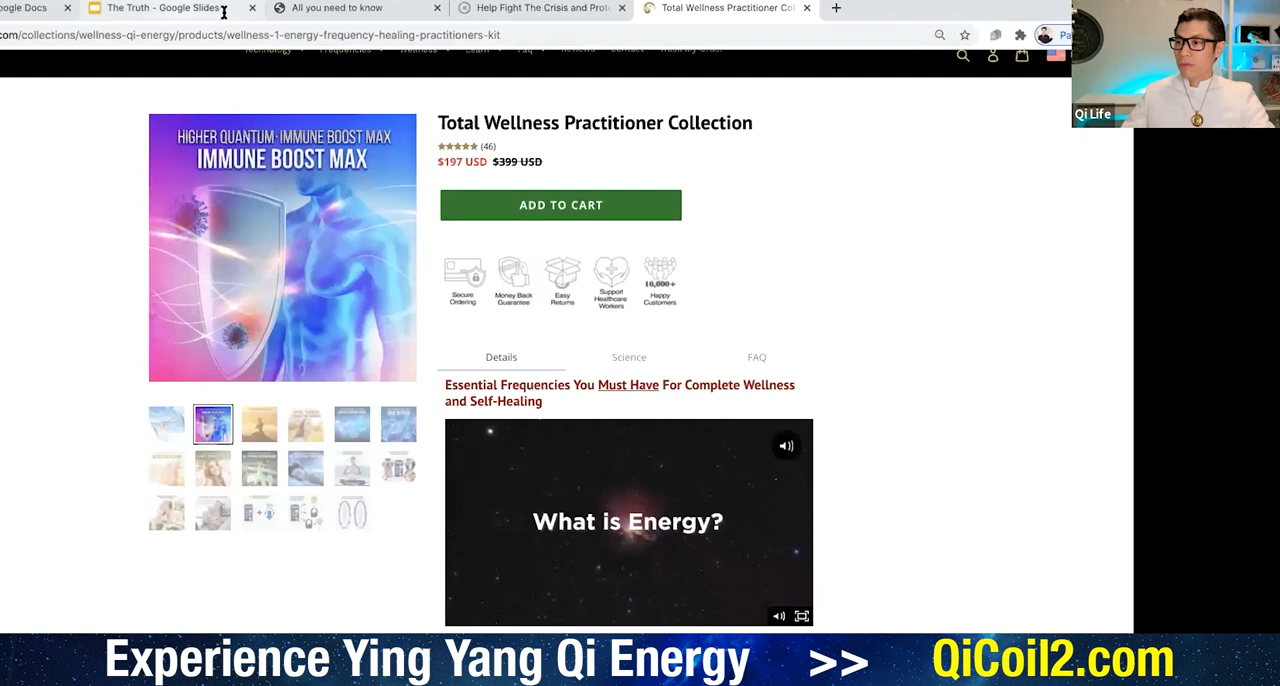 ogle Docs
The Truth - Google Slides
All you need to know
Help Fight The Crisis and Prote
Total Wellness Practitioner Col
com/collections/wellness-qi-energy/products/wellness-1-energy-frequency-healing-practitioners-kit
Pa
Qi Life
HIGHER QUANTUM·IMMUNE BOOST MAX
IMMUNE BOOST MAX
Total Wellness Practitioner Collection
(46)
$197 USD $399 USD
ADD TO CART
Secure Ordering
Money Back Guarantee
Easy Returns
Support Healthcare Workers
10,000+ Happy Customers
Details
Science
FAQ
Essential Frequencies You Must Have For Complete Wellness
and Self-Healing
What is Energy?
Experience Ying Yang Qi Energy >> QiCoil2.com